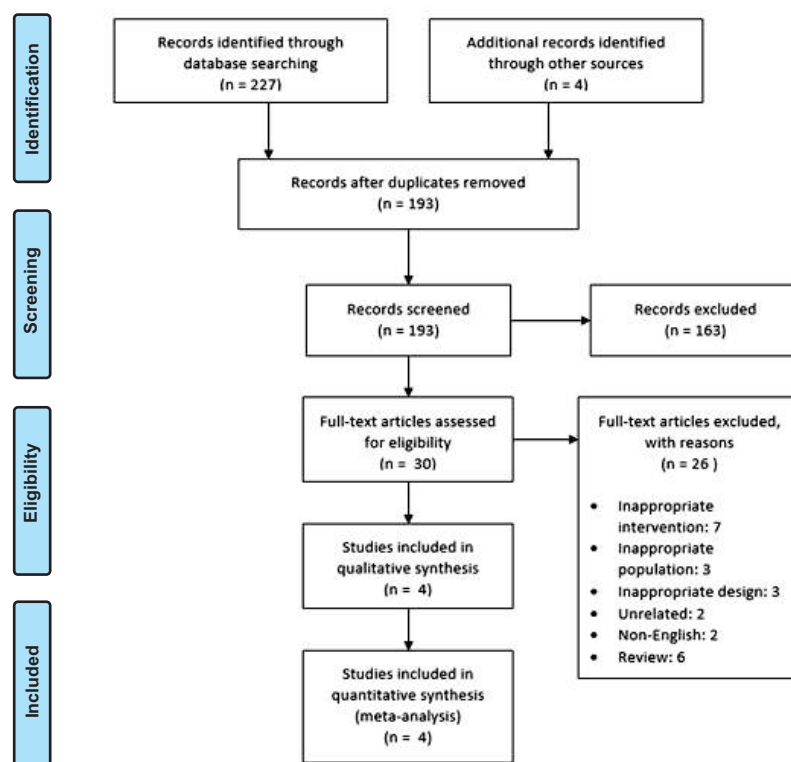 Identification
Records identified through
database searching
(n = 227)
Additional records identified
through other sources
(n = 4)
Records after duplicates removed
(n = 193)
Screening
Records screened
(n = 193)
Records excluded
(n = 163)
Eligibility
Full-text articles assessed
for eligibility
(n = 30)
Full-text articles excluded,
with reasons
(n = 26 )
• Inappropriate
intervention: 7
• Inappropriate
population: 3
• Inappropriate design: 3
• Unrelated: 2
• Non-English: 2
• Review: 6
Studies included in
qualitative synthesis
(n = 4)
Included
Studies included in
quantitative synthesis
(meta-analysis)
(n = 4)